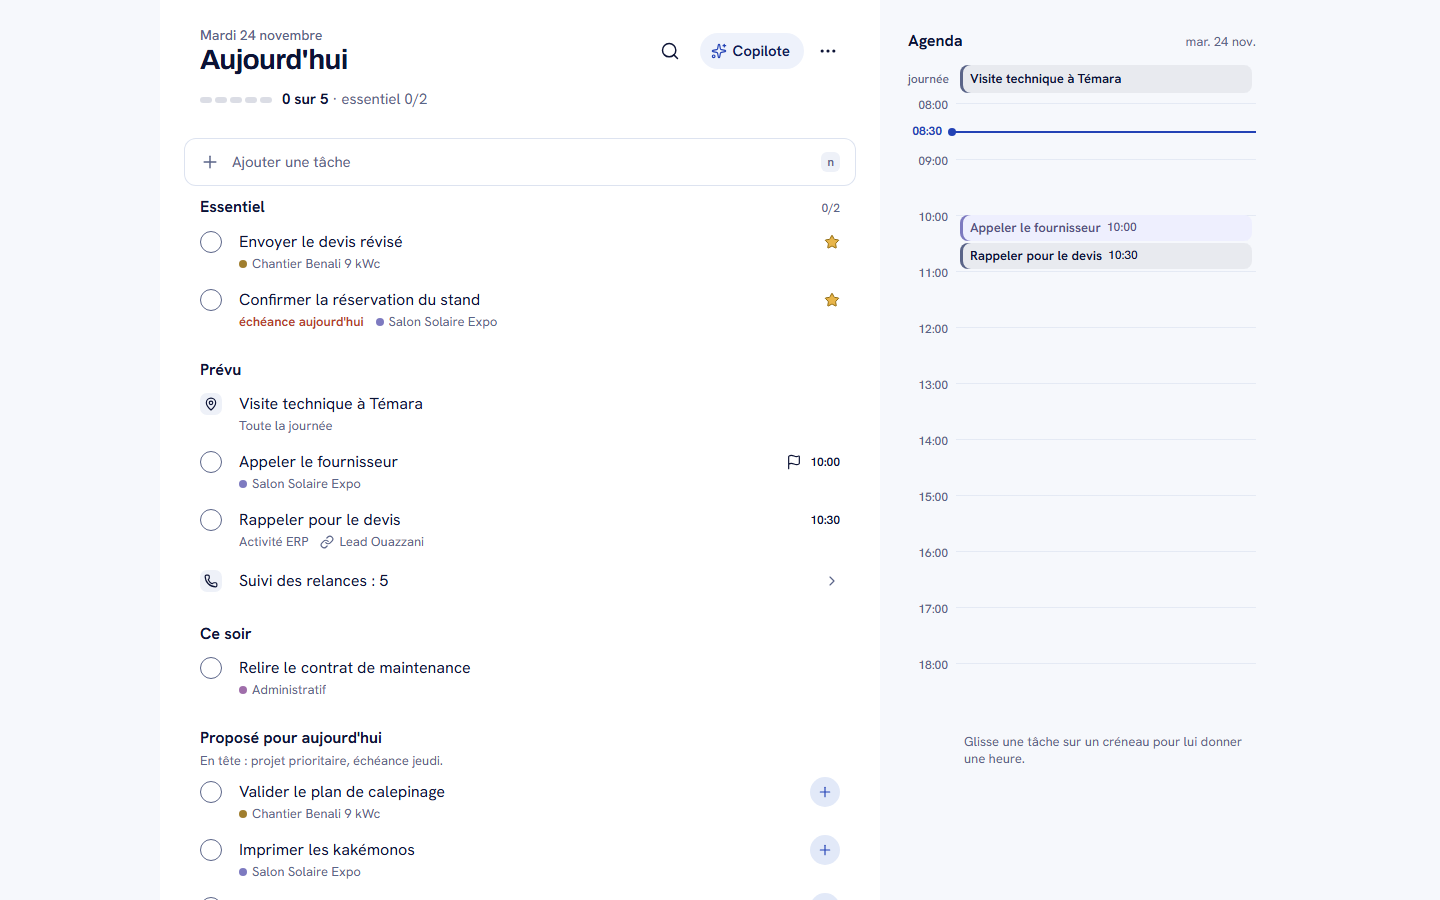 Mardi 24 novembre
Aujourd'hui
Copilote
0 sur 5 · essentiel 0/2
Ajouter une tâche
n
Essentiel
0/2
Envoyer le devis révisé
Chantier Benali 9 kWc
Confirmer la réservation du stand
échéance aujourd'hui Salon Solaire Expo
Prévu
Visite technique à Témara
Toute la journée
Appeler le fournisseur
10:00
Salon Solaire Expo
Rappeler pour le devis
10:30
Activité ERP Lead Ouazzani
Suivi des relances : 5
Ce soir
Relire le contrat de maintenance
Administratif
Proposé pour aujourd'hui
En tête : projet prioritaire, échéance jeudi.
Valider le plan de calepinage
Chantier Benali 9 kWc
Imprimer les kakémonos
Salon Solaire Expo
Agenda
mar. 24 nov.
journée
Visite technique à Témara
08:00
08:30
09:00
10:00
Appeler le fournisseur 10:00
Rappeler pour le devis 10:30
11:00
12:00
13:00
14:00
15:00
16:00
17:00
18:00
Glisse une tâche sur un créneau pour lui donner
une heure.